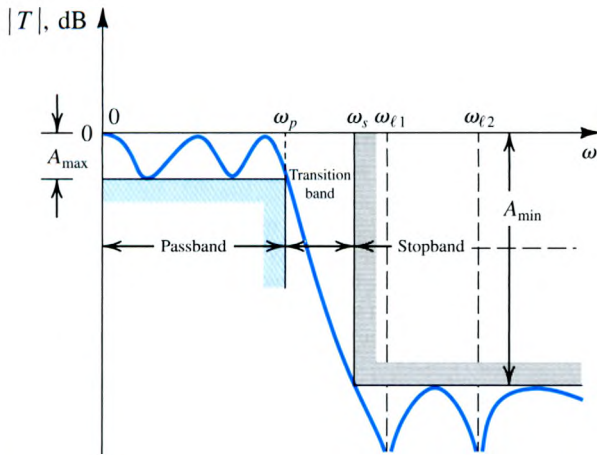 |T|, dB
0
ω_p
ω_s
ω_ℓ1
ω_ℓ2
0
ω
A_max
Transition
band
A_min
Passband
Stopband